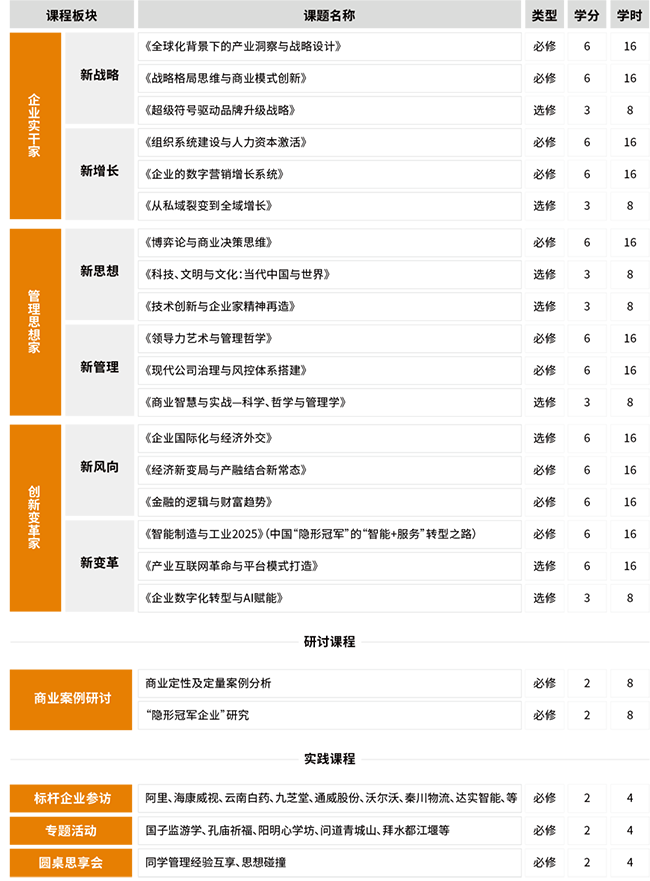 课程板块 课题名称 类型 学分 学时
企业实干家
新战略
《全球化背景下的产业洞察与战略设计》 必修 6 16
《战略格局思维与商业模式创新》 必修 6 16
《超级符号驱动品牌升级战略》 选修 3 8
新增长
《组织系统建设与人力资本激活》 必修 6 16
《企业的数字营销增长系统》 必修 6 16
《从私域裂变到全域增长》 选修 3 8
管理思想家
新思想
《博弈论与商业决策思维》 必修 6 16
《科技、文明与文化：当代中国与世界》 选修 3 8
《技术创新与企业家精神再造》 选修 3 8
新管理
《领导力艺术与管理哲学》 必修 6 16
《现代公司治理与风控体系搭建》 必修 6 16
《商业智慧与实战—科学、哲学与管理学》 选修 3 8
创新变革家
新风向
《企业国际化与经济外交》 选修 6 16
《经济新变局与产融结合新常态》 必修 6 16
《金融的逻辑与财富趋势》 必修 6 16
新变革
《智能制造与工业2025》（中国“隐形冠军”的“智能+服务”转型之路） 必修 6 16
《产业互联网革命与平台模式打造》 选修 6 16
《企业数字化转型与AI赋能》 选修 3 8
研讨课程
商业案例研讨
商业定性及定量案例分析 必修 2 8
“隐形冠军企业”研究 必修 2 8
实践课程
标杆企业参访 阿里、海康威视、云南白药、九芝堂、通威股份、沃尔沃、秦川物流、达实智能、等 必修 2 4
专题活动 国子监游学、孔庙祈福、阳明心学坊、问道青城山、拜水都江堰等 必修 2 4
圆桌思享会 同学管理经验互享、思想碰撞 必修 2 4